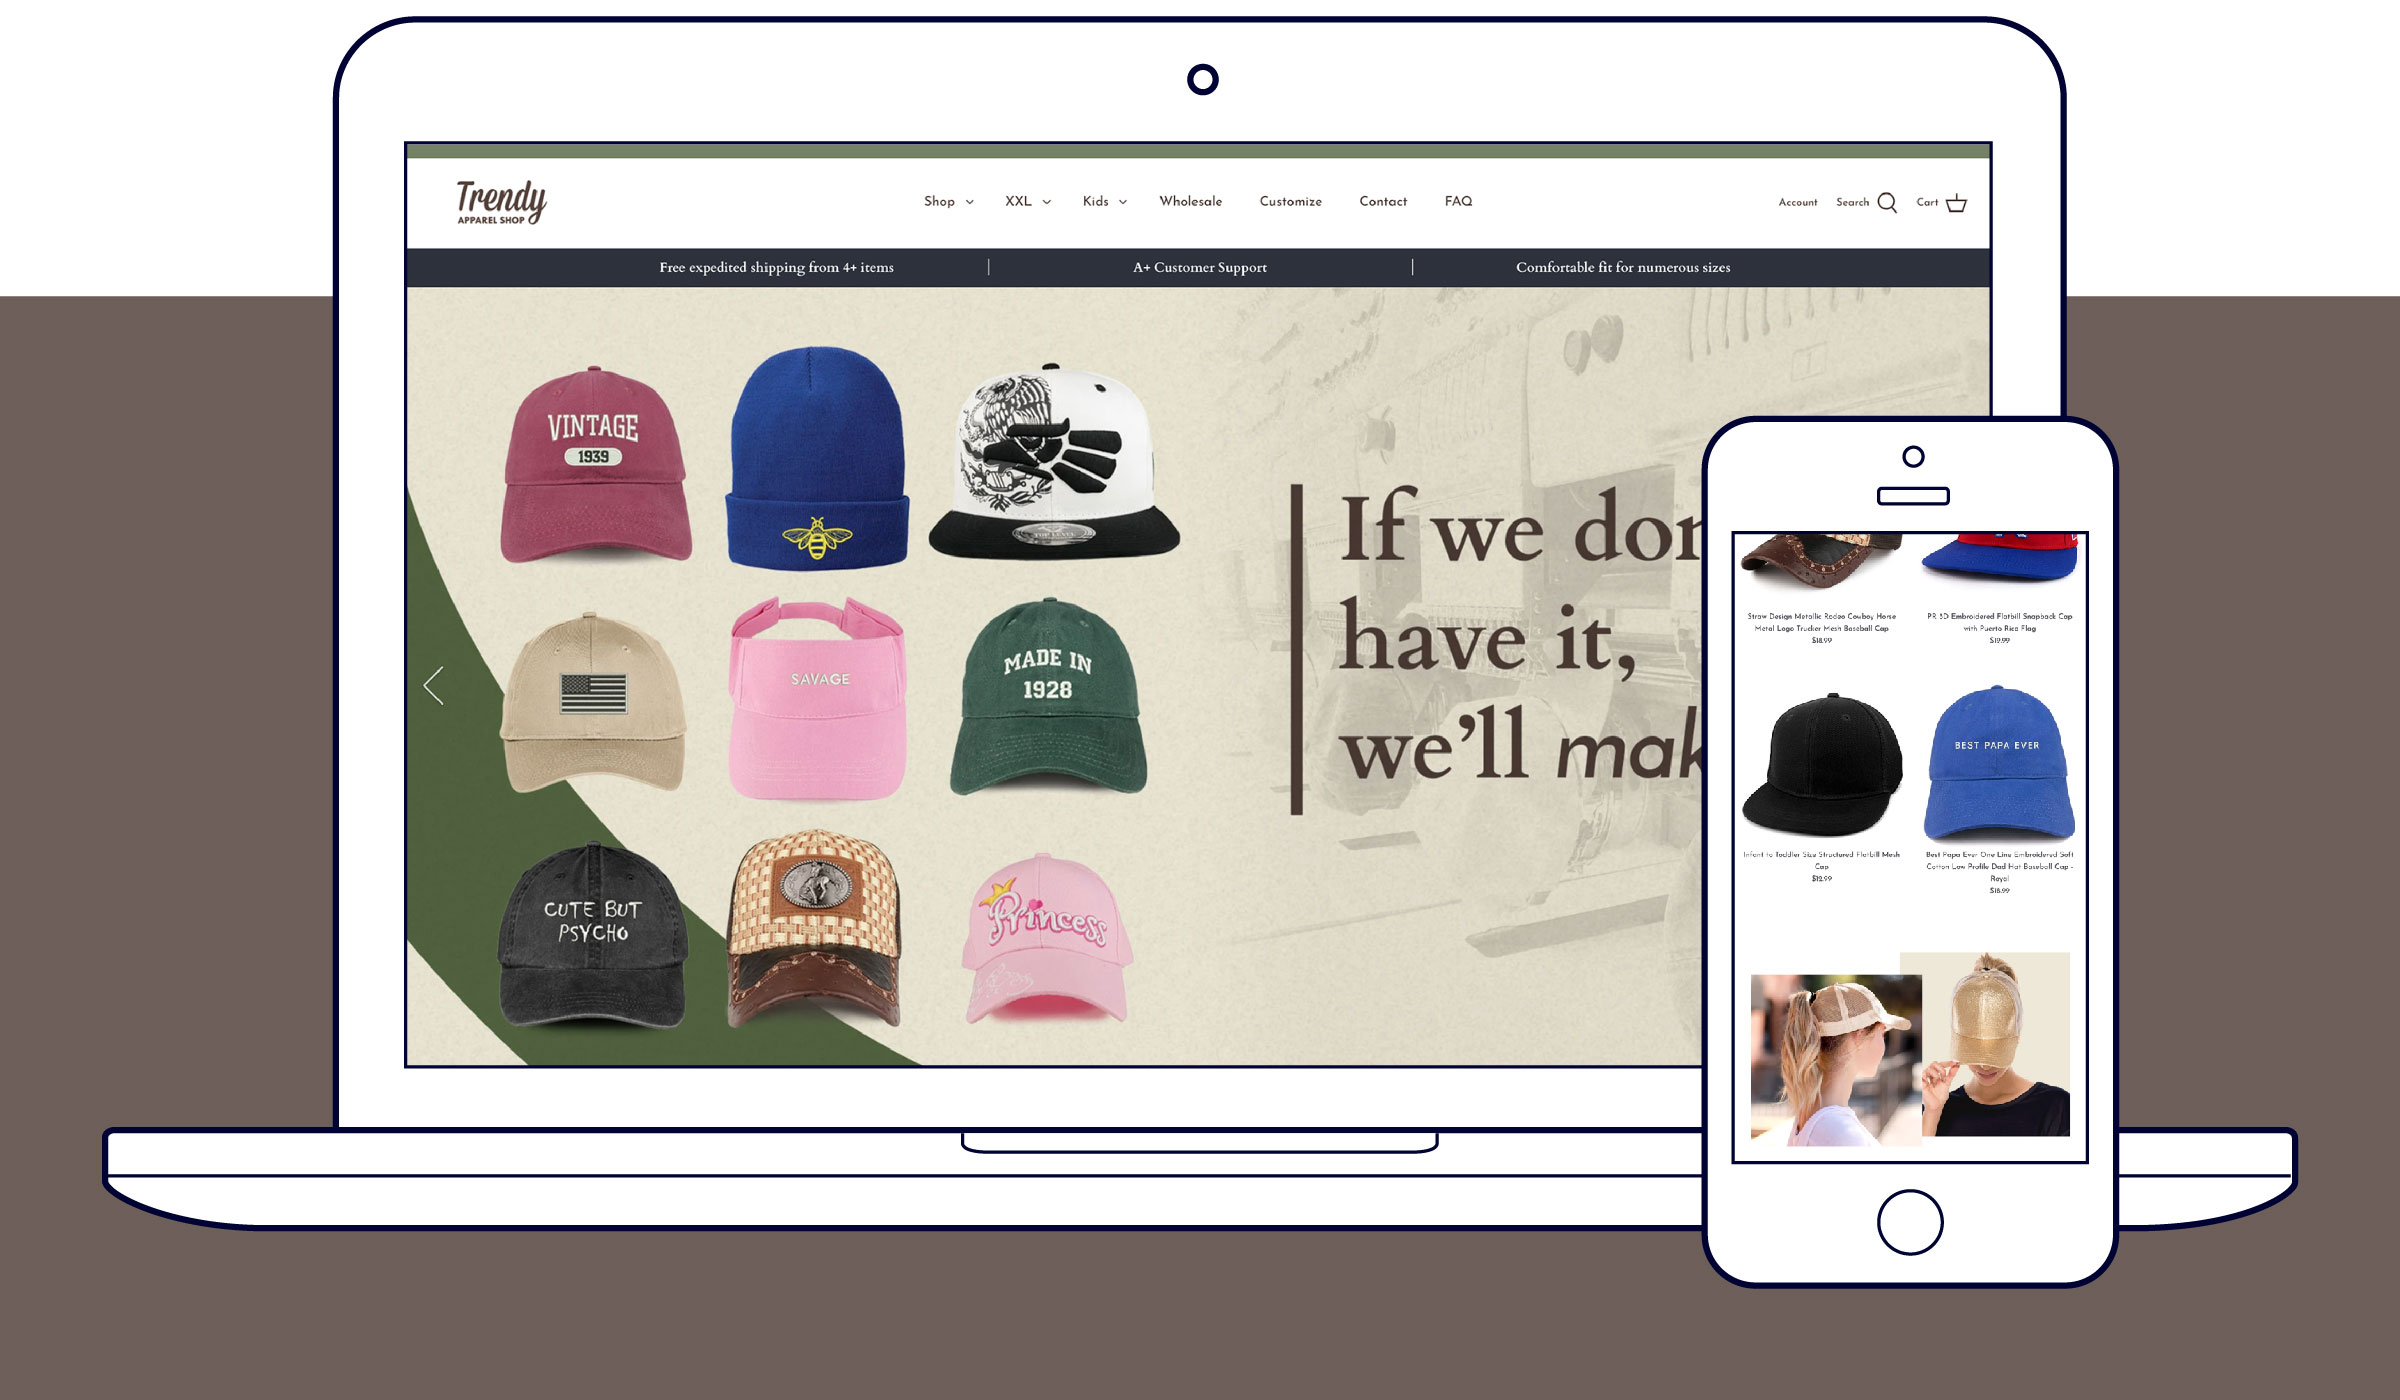 Trendy
APPAREL SHOP
Shop
XXL
Kids
Wholesale
Customize
Contact
FAQ
Account
Search
Cart
Free expedited shipping from 4+ items
A+ Customer Support
Comfortable fit for numerous sizes
VINTAGE
1939
TOP LEVEL
SAVAGE
MADE IN
1928
CUTE BUT
PSYCHO
Princess
If we don
have it,
we'll mak
Straw Design Metallic Rodeo Cowboy Horse
Metal Logo Trucker Mesh Baseball Cap
$18.99
PR 3D Embroidered Flatbill Snapback Cap
with Puerto Rico Flag
$19.99
BEST PAPA EVER
Infant to Toddler Size Structured Flatbill Mesh
Cap
$12.99
Best Papa Ever One Line Embroidered Soft
Cotton Low Profile Dad Hat Baseball Cap -
Royal
$18.99